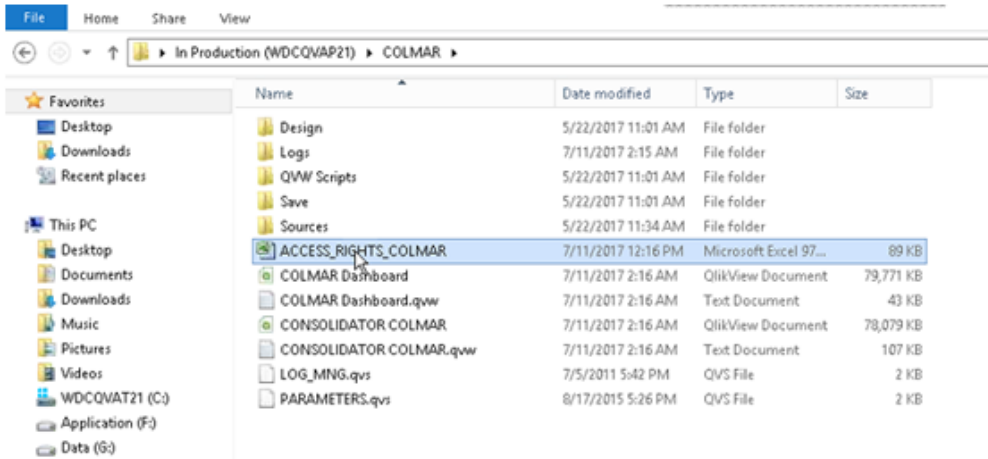 File Home Share View
In Production (WDCQVAP21) COLMAR
Name Date modified Type Size
Favorites
Desktop
Downloads
Recent places
This PC
Desktop
Documents
Downloads
Music
Pictures
Videos
WDCQVAT21 (C:)
Application (F:)
Data (G:)
Design 5/22/2017 11:01 AM File folder
Logs 7/11/2017 2:15 AM File folder
QVW Scripts 5/22/2017 11:01 AM File folder
Save 5/22/2017 11:01 AM File folder
Sources 5/22/2017 11:34 AM File folder
ACCESS_RIGHTS_COLMAR 7/11/2017 12:16 PM Microsoft Excel 97... 89 KB
COLMAR Dashboard 7/11/2017 2:16 AM QlikView Document 79,771 KB
COLMAR Dashboard.qvw 7/11/2017 2:16 AM Text Document 43 KB
CONSOLIDATOR COLMAR 7/11/2017 2:16 AM QlikView Document 78,079 KB
CONSOLIDATOR COLMAR.qvw 7/11/2017 2:16 AM Text Document 107 KB
LOG_MNG.qvs 7/5/2011 5:42 PM QVS File 2 KB
PARAMETERS.qvs 8/17/2015 5:26 PM QVS File 2 KB